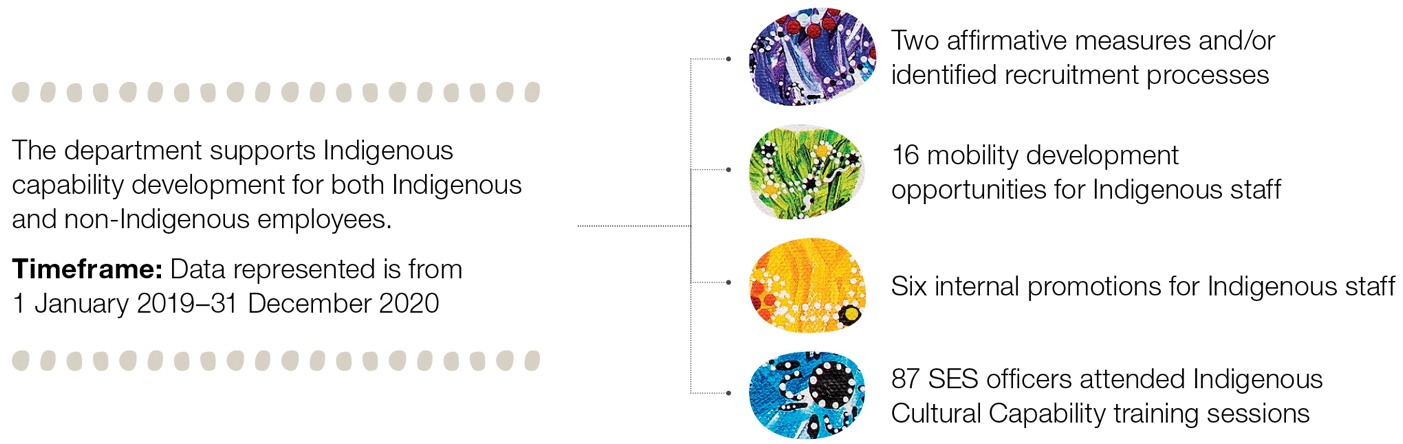 The department supports Indigenous
capability development for both Indigenous
and non-Indigenous employees.
Timeframe: Data represented is from
1 January 2019–31 December 2020
Two affirmative measures and/or
identified recruitment processes
16 mobility development
opportunities for Indigenous staff
Six internal promotions for Indigenous staff
87 SES officers attended Indigenous
Cultural Capability training sessions